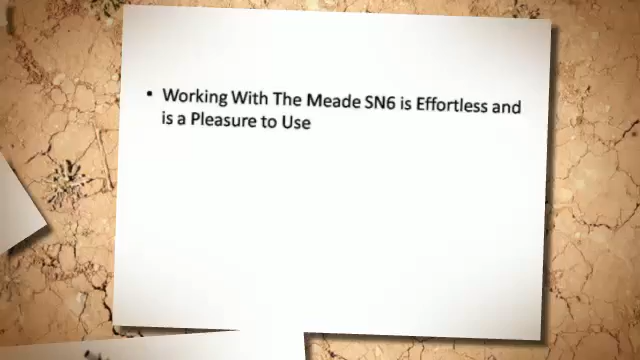 • Working With The Meade SN6 is Effortless and
is a Pleasure to Use